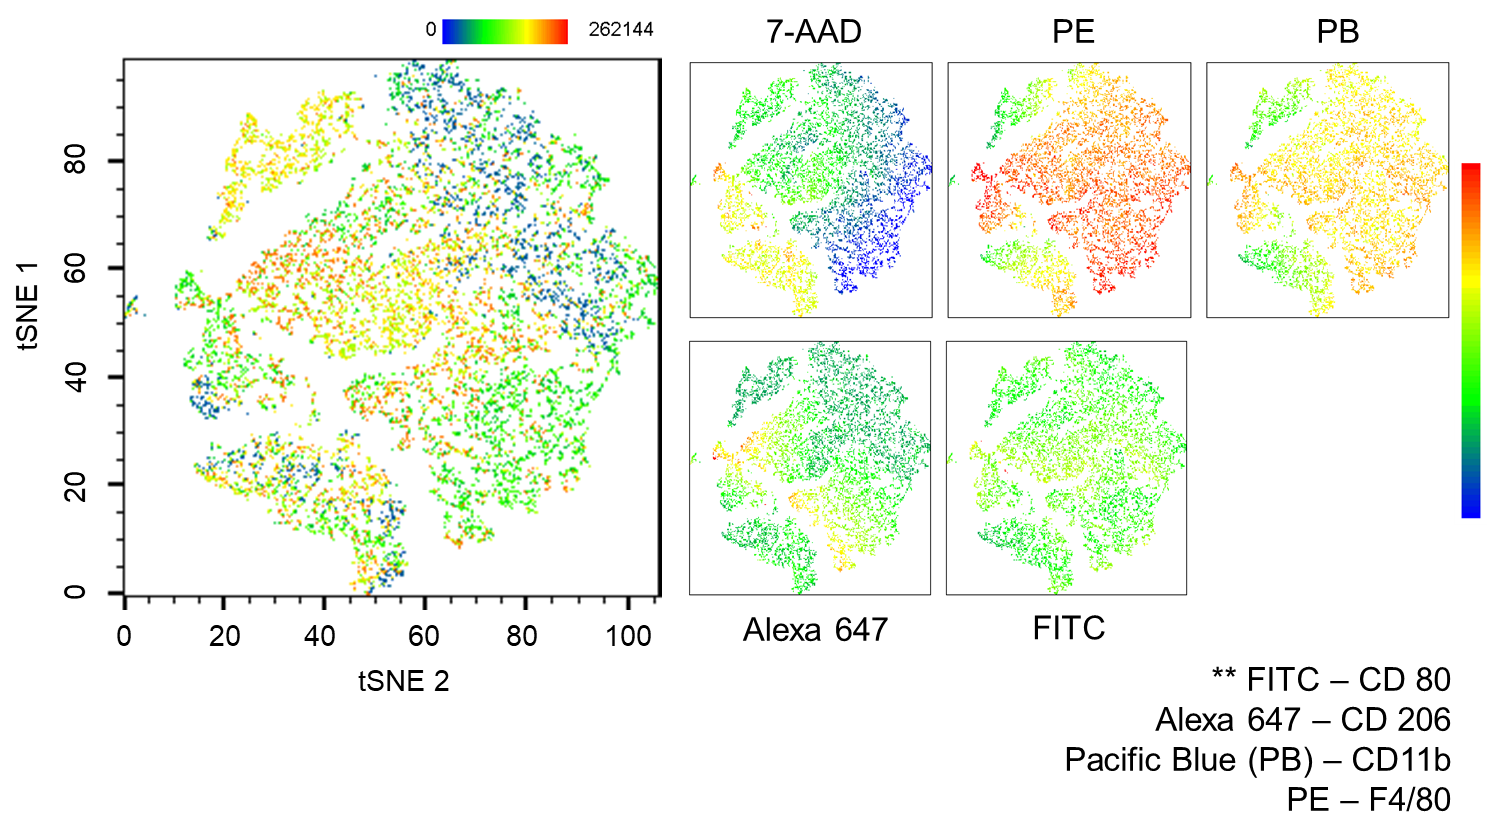 0 262144
7-AAD PE PB
tSNE 1
80
60
40
20
0
0 20 40 60 80 100
tSNE 2
Alexa 647 FITC
** FITC – CD 80
Alexa 647 – CD 206
Pacific Blue (PB) – CD11b
PE – F4/80